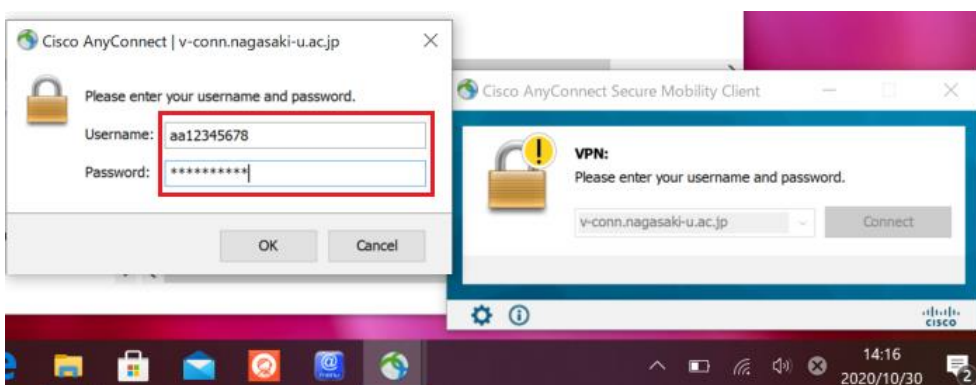 Cisco AnyConnect | v-conn.nagasaki-u.ac.jp
Please enter your username and password.
Username: aa12345678
Password: **********
OK Cancel
Cisco AnyConnect Secure Mobility Client
VPN:
Please enter your username and password.
v-conn.nagasaki-u.ac.jp Connect
CISCO
14:16
2020/10/30
2